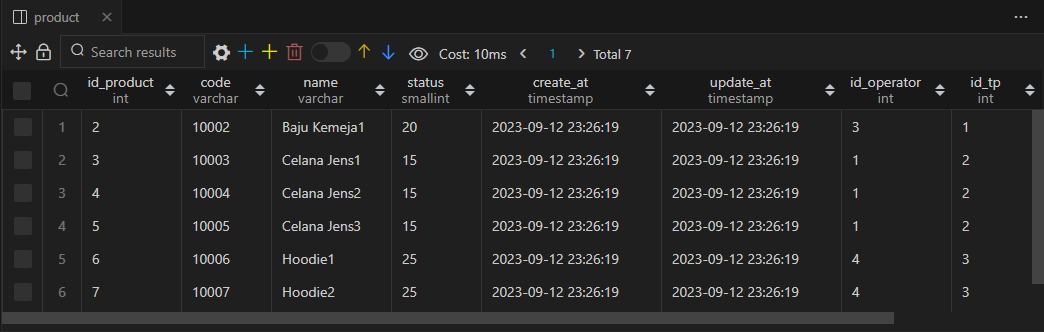 product
Search results Cost: 10ms 1 Total 7
id_product code name status create_at update_at id_operator id_tp
int varchar varchar smallint timestamp timestamp int int
1 2 10002 Baju Kemeja1 20 2023-09-12 23:26:19 2023-09-12 23:26:19 3 1
2 3 10003 Celana Jens1 15 2023-09-12 23:26:19 2023-09-12 23:26:19 1 2
3 4 10004 Celana Jens2 15 2023-09-12 23:26:19 2023-09-12 23:26:19 1 2
4 5 10005 Celana Jens3 15 2023-09-12 23:26:19 2023-09-12 23:26:19 1 2
5 6 10006 Hoodie1 25 2023-09-12 23:26:19 2023-09-12 23:26:19 4 3
6 7 10007 Hoodie2 25 2023-09-12 23:26:19 2023-09-12 23:26:19 4 3